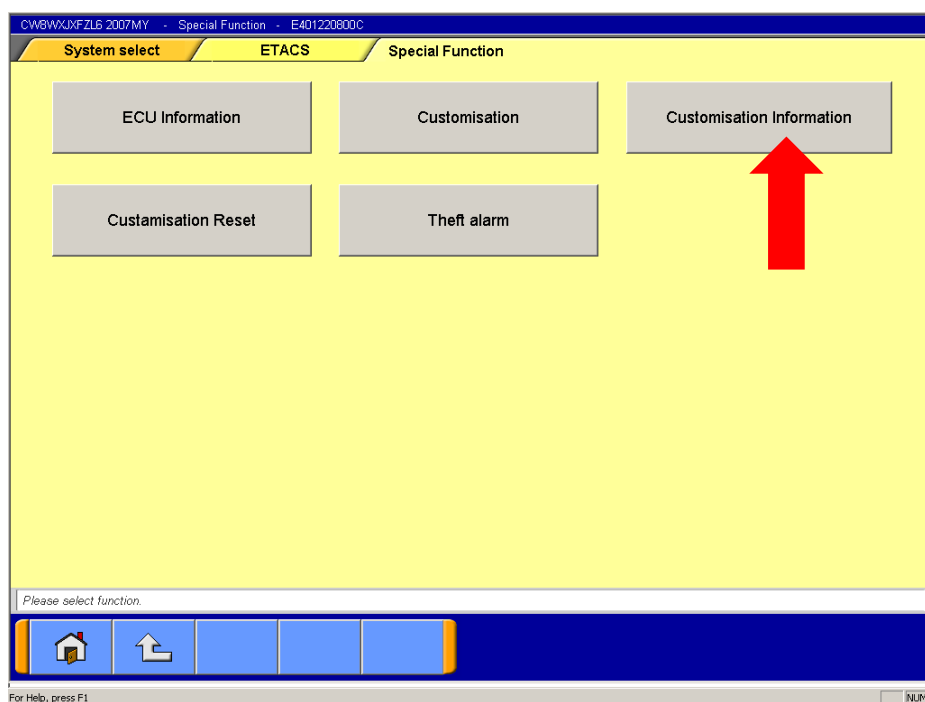 CW8WXJXFZL6 2007MY - Special Function - E401220800C
System select ETACS Special Function
ECU Information Customisation Customisation Information
Custamisation Reset Theft alarm
Please select function.
For Help, press F1 NUM